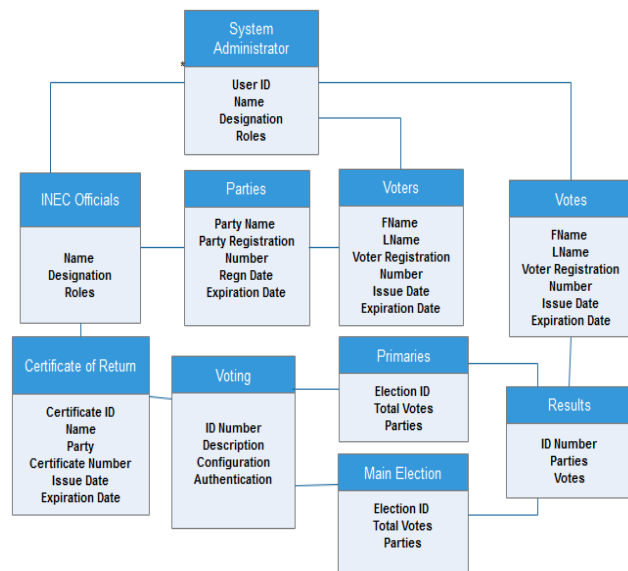 System
Administrator
*
User ID
Name
Designation
Roles
INEC Officials
Name
Designation
Roles
Parties
Party Name
Party Registration
Number
Regn Date
Expiration Date
Voters
FName
LName
Voter Registration
Number
Issue Date
Expiration Date
Votes
FName
LName
Voter Registration
Number
Issue Date
Expiration Date
Certificate of Return
Certificate ID
Name
Party
Certificate Number
Issue Date
Expiration Date
Voting
ID Number
Description
Configuration
Authentication
Primaries
Election ID
Total Votes
Parties
Results
ID Number
Parties
Votes
Main Election
Election ID
Total Votes
Parties